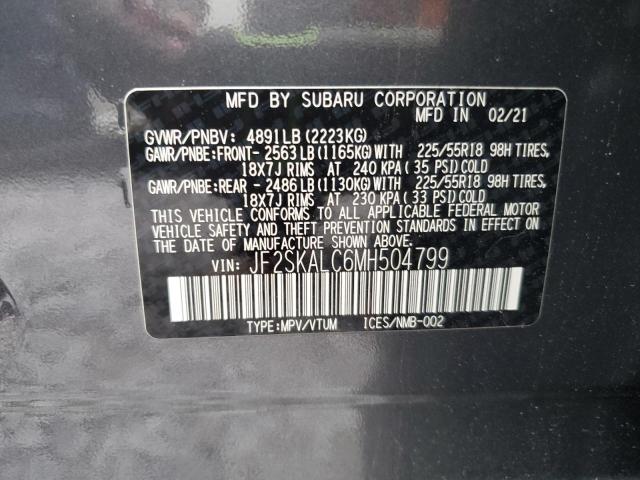 MFD BY SUBARU CORPORATION
MFD IN 02/21
GVWR/PNBV: 4891LB (2223KG)
GAWR/PNBE:FRONT- 2563LB (1165KG)WITH 225/55R18 98H TIRES,
18X7J RIMS AT 240 KPA ( 35 PSI) COLD
GAWR/PNBE:REAR - 2486LB (1130KG)WITH 225/55R18 98H TIRES,
18X7J RIMS AT 230 KPA ( 33 PSI) COLD
THIS VEHICLE CONFORMS TO ALL APPLICABLE FEDERAL MOTOR
VEHICLE SAFETY AND THEFT PREVENTION STANDARDS IN EFFECT ON
THE DATE OF MANUFACTURE SHOWN ABOVE.
VIN: JF2SKALC6MH504799
TYPE:MPV/VTUM ICES/NMB-002